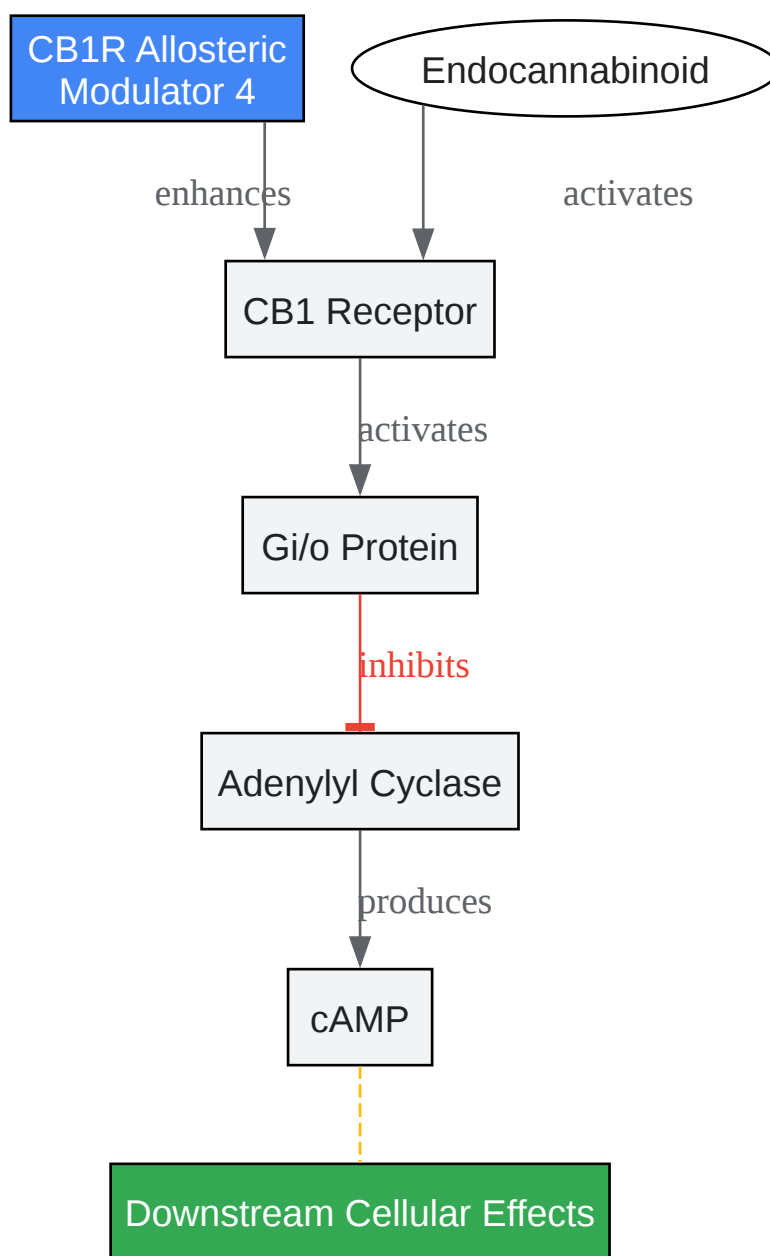 CB1R Allosteric
Modulator 4
Endocannabinoid
enhances
activates
CB1 Receptor
activates
Gi/o Protein
inhibits
Adenylyl Cyclase
produces
cAMP
Downstream Cellular Effects